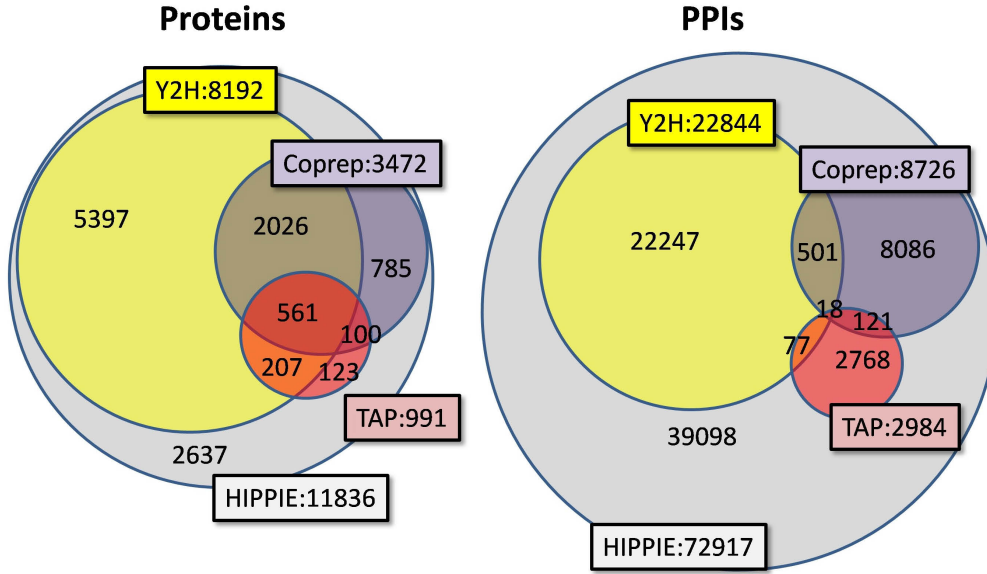 Proteins
PPIs
Y2H:8192
Coprep:3472
5397
2026
785
561
100
207
123
TAP:991
2637
HIPPIE:11836
Y2H:22844
Coprep:8726
22247
501
8086
18
121
77
2768
TAP:2984
39098
HIPPIE:72917